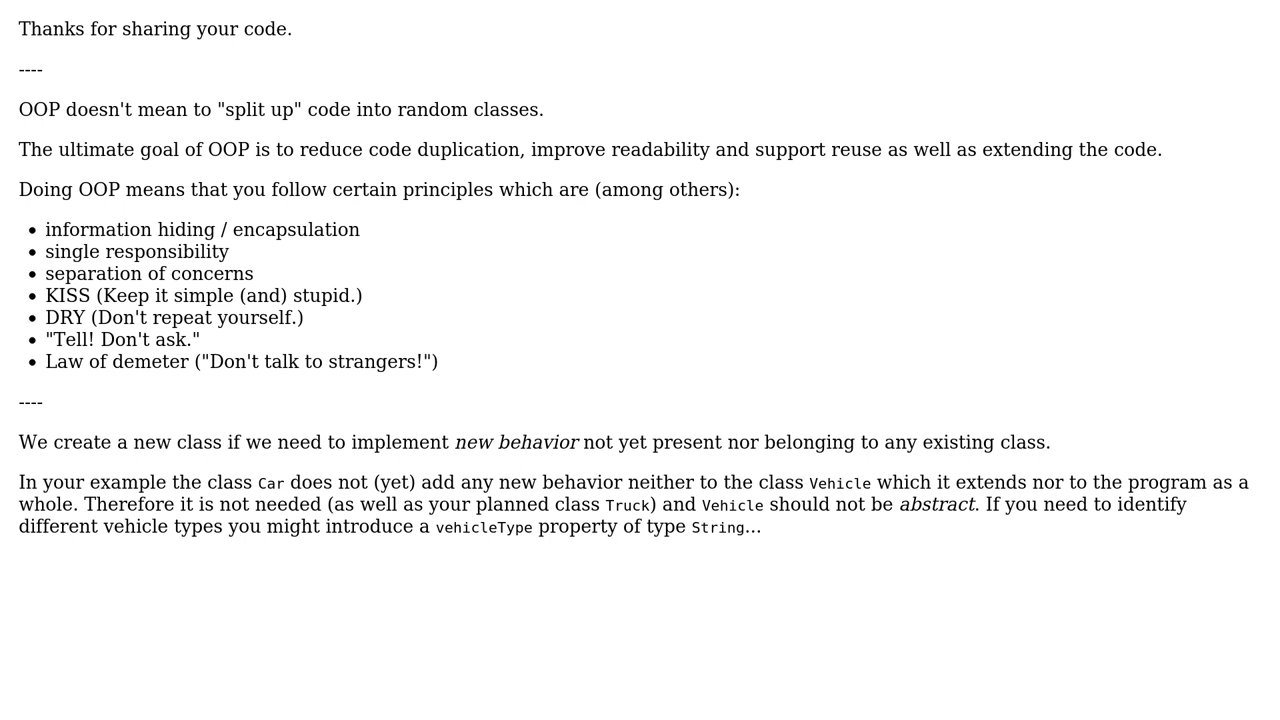 Thanks for sharing your code.
----
OOP doesn't mean to "split up" code into random classes.
The ultimate goal of OOP is to reduce code duplication, improve readability and support reuse as well as extending the code.
Doing OOP means that you follow certain principles which are (among others):
• information hiding / encapsulation
• single responsibility
• separation of concerns
• KISS (Keep it simple (and) stupid.)
• DRY (Don't repeat yourself.)
• "Tell! Don't ask."
• Law of demeter ("Don't talk to strangers!")
----
We create a new class if we need to implement new behavior not yet present nor belonging to any existing class.
In your example the class Car does not (yet) add any new behavior neither to the class Vehicle which it extends nor to the program as a
whole. Therefore it is not needed (as well as your planned class Truck) and Vehicle should not be abstract. If you need to identify
different vehicle types you might introduce a vehicleType property of type String...